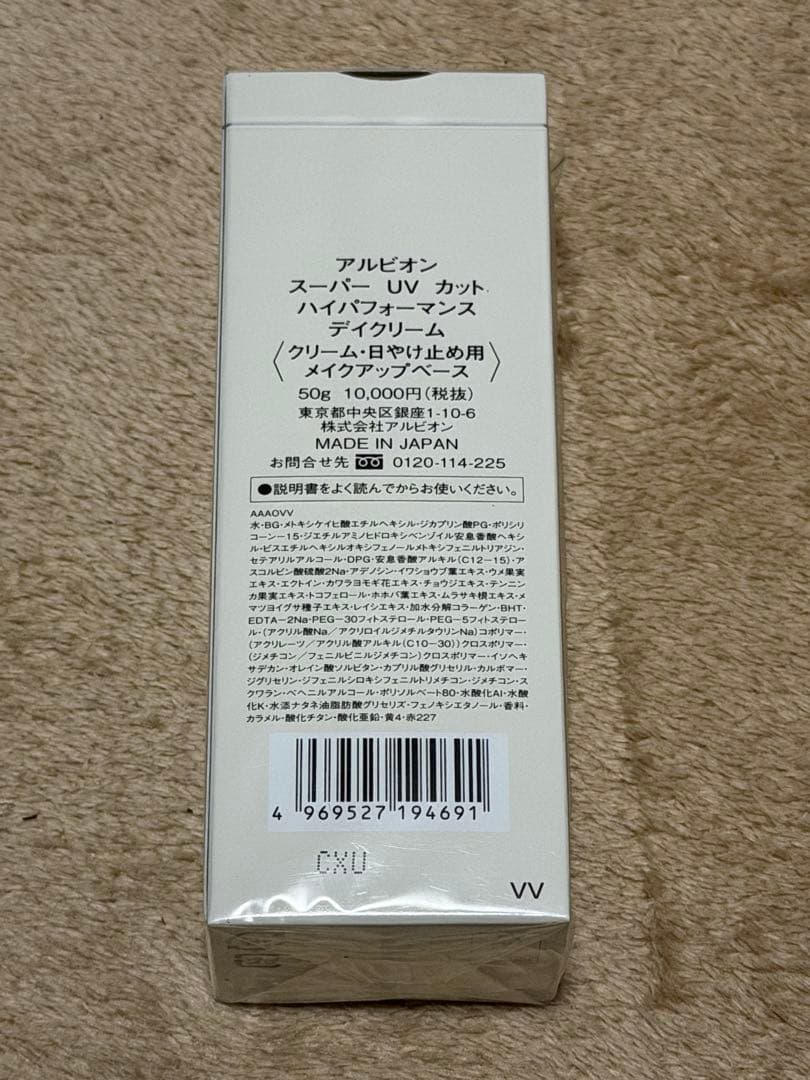 アルビオン
スーパー UV カット
ハイパフォーマンス
デイクリーム
〈クリーム・日やけ止め用
メイクアップベース〉
50g 10,000円(税抜)
東京都中央区銀座1-10-6
株式会社アルビオン
MADE IN JAPAN
お問合せ先 0120-114-225
●説明書をよく読んでからお使いください。
AAAOVV
水・BG・メトキシケイヒ酸エチルヘキシル・ジカプリン酸PG・ポリシリ
コーン−15・ジエチルアミノヒドロキシベンゾイル安息香酸ヘキシ
ル・ビスエチルヘキシルオキシフェノールメトキシフェニルトリアジン・
セテアリルアルコール・DPG・安息香酸アルキル(C12−15)・ア
スコルビン酸硫酸2Na・アデノシン・イワショウブ葉エキス・ウメ果実
エキス・エクトイン・カワラヨモギ花エキス・チョウジエキス・テンニン
カ果実エキス・トコフェロール・ホホバ葉エキス・ムラサキ根エキス・メ
マツヨイグサ種子エキス・レイシエキス・加水分解コラーゲン・BHT・
EDTA−2Na・PEG−30フィトステロール・PEG−5フィトステロ
ール・(アクリル酸Na/アクリロイルジメチルタウリンNa)コポリマー・
(アクリレーツ/アクリル酸アルキル(C10−30))クロスポリマー・
(ジメチコン/フェニルビニルジメチコン)クロスポリマー・イソヘキ
サデカン・オレイン酸ソルビタン・カプリル酸グリセリル・カルボマー・
ジグリセリン・ジフェニルシロキシフェニルトリメチコン・ジメチコン・ス
クワラン・ベヘニルアルコール・ポリソルベート80・水酸化Al・水酸
化K・水添ナタネ油脂肪酸グリセリズ・フェノキシエタノール・香料・
カラメル・酸化チタン・酸化亜鉛・黄4・赤227
4 969527 194691
CXU
VV